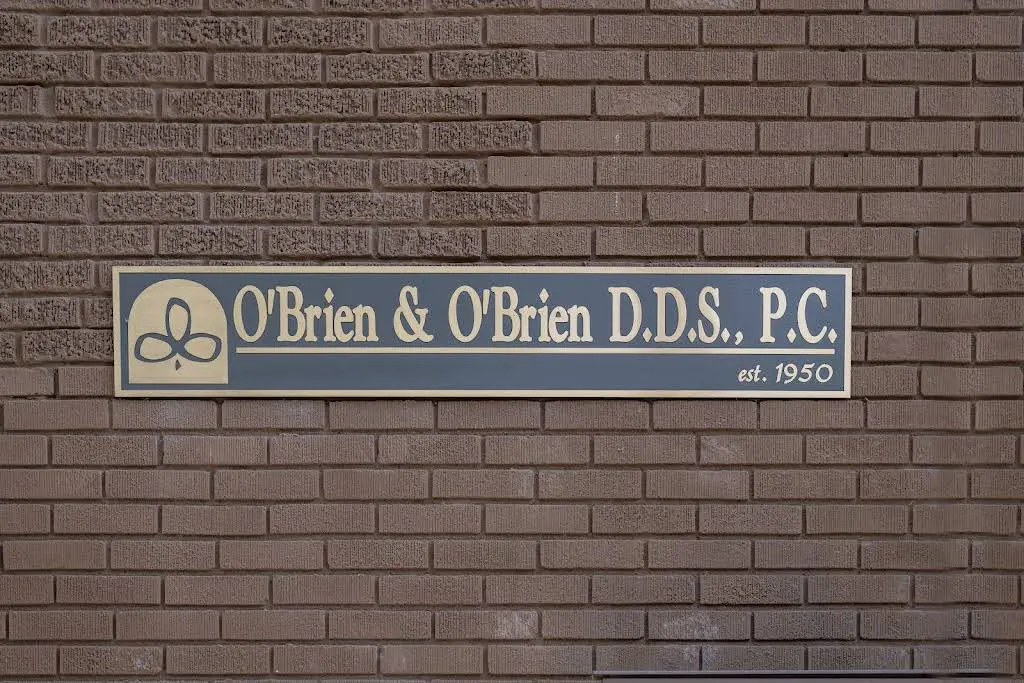 O'Brien & O'Brien D.D.S., P.C.
est. 1950